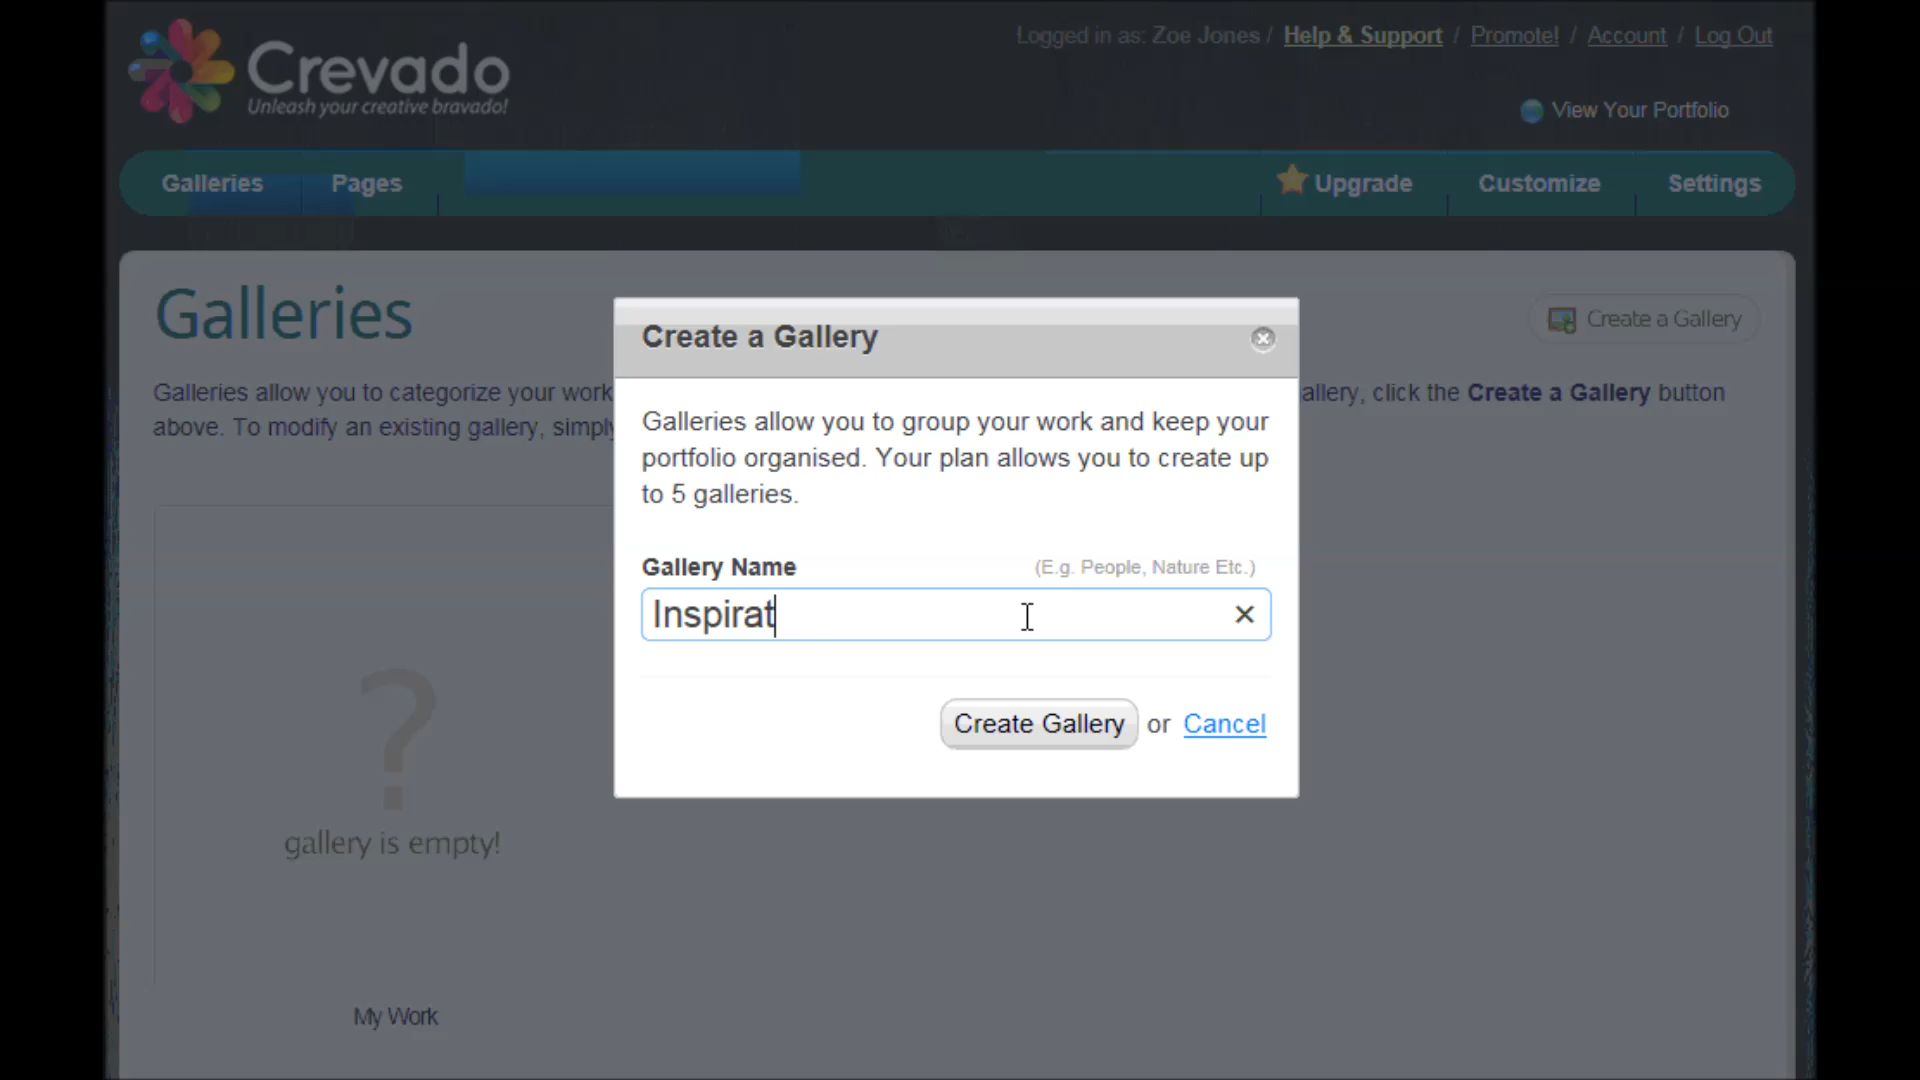 Crevado
Unleash your creative bravado!
Logged in as: Zoe Jones / Help & Support / Promote! / Account / Log Out
View Your Portfolio
Galleries Pages Upgrade Customize Settings
Galleries
Create a Gallery
Galleries allow you to categorize your work allery, click the Create a Gallery button
above. To modify an existing gallery, simply
Create a Gallery
Galleries allow you to group your work and keep your
portfolio organised. Your plan allows you to create up
to 5 galleries.
Gallery Name (E.g. People, Nature Etc.)
Inspirat
Create Gallery or Cancel
?
gallery is empty!
My Work